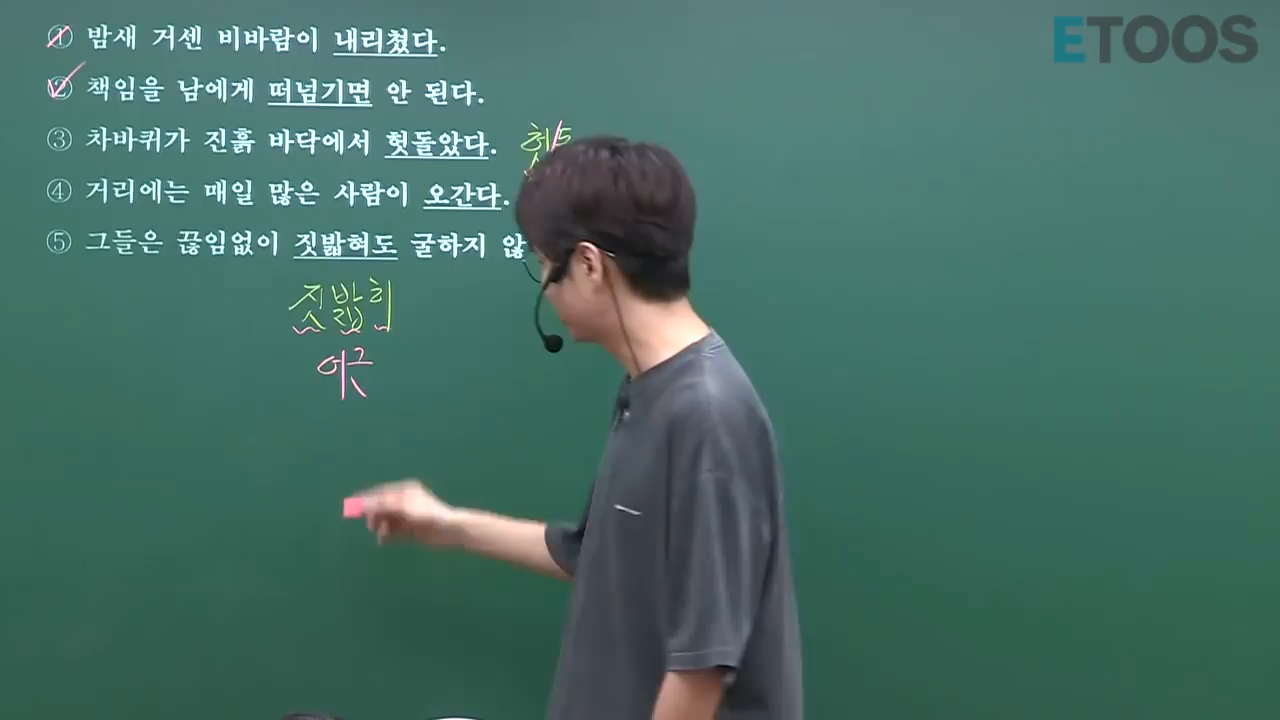 ETOOS
① 밤새 거센 비바람이 내리쳤다.
② 책임을 남에게 떠넘기면 안 된다.
③ 차바퀴가 진흙 바닥에서 헛돌았다. 헛
④ 거리에는 매일 많은 사람이 오간다.
⑤ 그들은 끊임없이 짓밟혀도 굴하지 않
짓밟히
어근